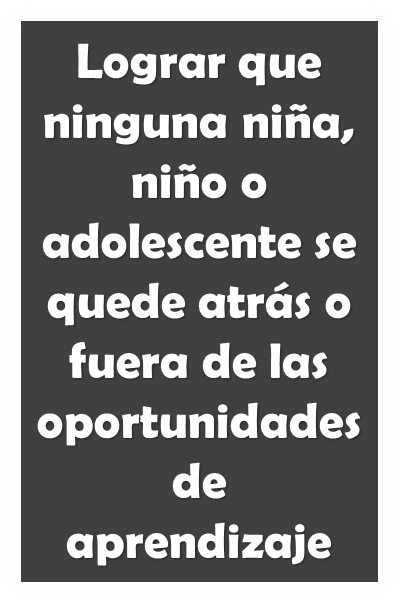 Lograr que
ninguna niña,
niño o
adolescente se
quede atrás o
fuera de las
oportunidades
de
aprendizaje